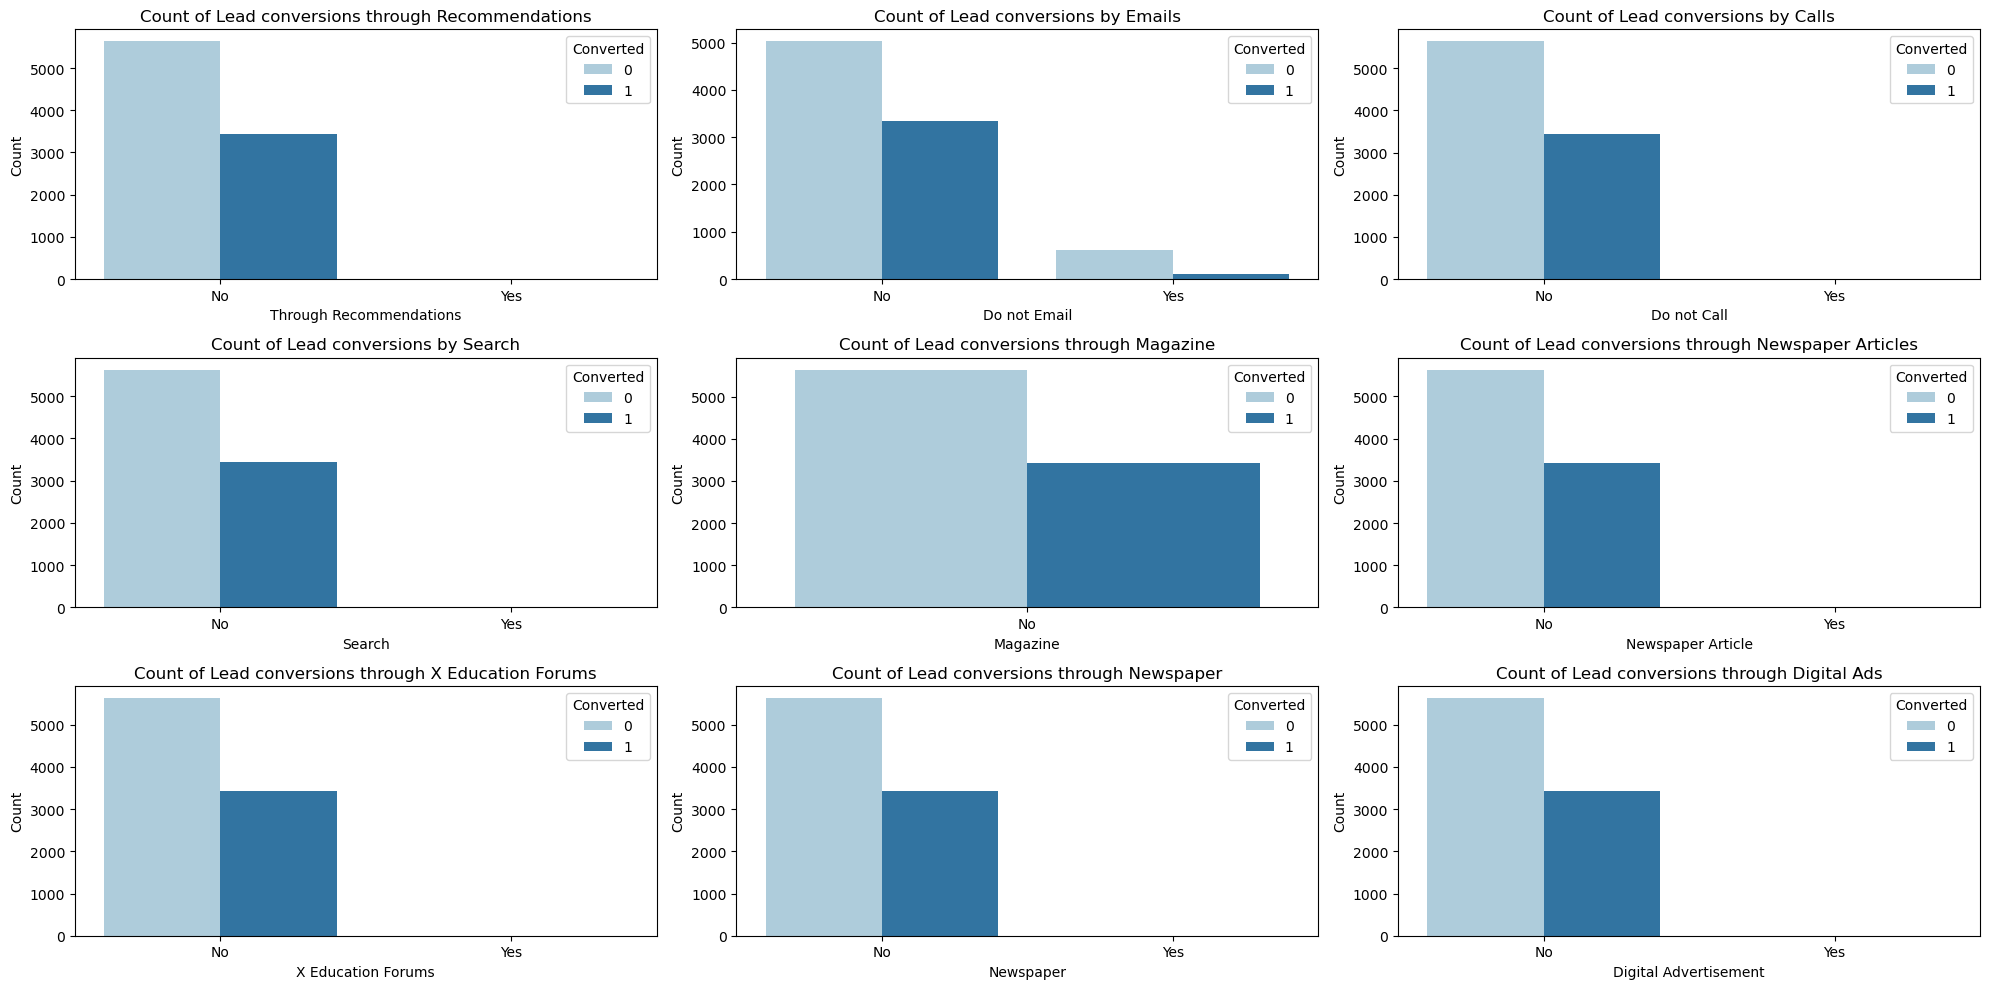 Count of Lead conversions through Recommendations
Count
5000
4000
3000
2000
1000
0
Converted
0
1
No
Yes
Through Recommendations
Count of Lead conversions by Emails
Count
5000
4000
3000
2000
1000
0
Converted
0
1
No
Yes
Do not Email
Count of Lead conversions by Calls
Count
5000
4000
3000
2000
1000
0
Converted
0
1
No
Yes
Do not Call
Count of Lead conversions by Search
Count
5000
4000
3000
2000
1000
0
Converted
0
1
No
Yes
Search
Count of Lead conversions through Magazine
Count
5000
4000
3000
2000
1000
0
Converted
0
1
No
Magazine
Count of Lead conversions through Newspaper Articles
Count
5000
4000
3000
2000
1000
0
Converted
0
1
No
Yes
Newspaper Article
Count of Lead conversions through X Education Forums
Count
5000
4000
3000
2000
1000
0
Converted
0
1
No
Yes
X Education Forums
Count of Lead conversions through Newspaper
Count
5000
4000
3000
2000
1000
0
Converted
0
1
No
Yes
Newspaper
Count of Lead conversions through Digital Ads
Count
5000
4000
3000
2000
1000
0
Converted
0
1
No
Yes
Digital Advertisement